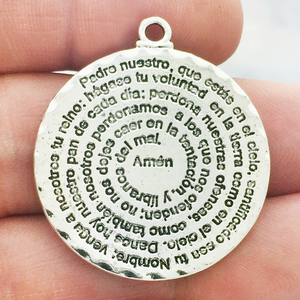 Padre nuestro, que estás en el cielo, santificado sea tu Nombre; venga a nosotros tu reino;
hágase tu voluntad en la tierra como en el cielo. Danos hoy nuestro pan de cada día;
perdona nuestras ofensas, como también nosotros perdonamos
a los que nos ofenden; no nos dejes caer en la tentación, y líbranos
del mal.
Amén